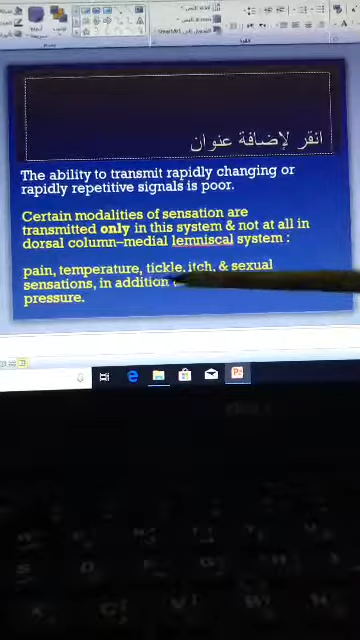 انقر لإضافة عنوان
The ability to transmit rapidly changing or
rapidly repetitive signals is poor.
Certain modalities of sensation are
transmitted only in this system & not at all in
dorsal column–medial lemniscal system :
pain, temperature, tickle, itch, & sexual
sensations, in addition
pressure.